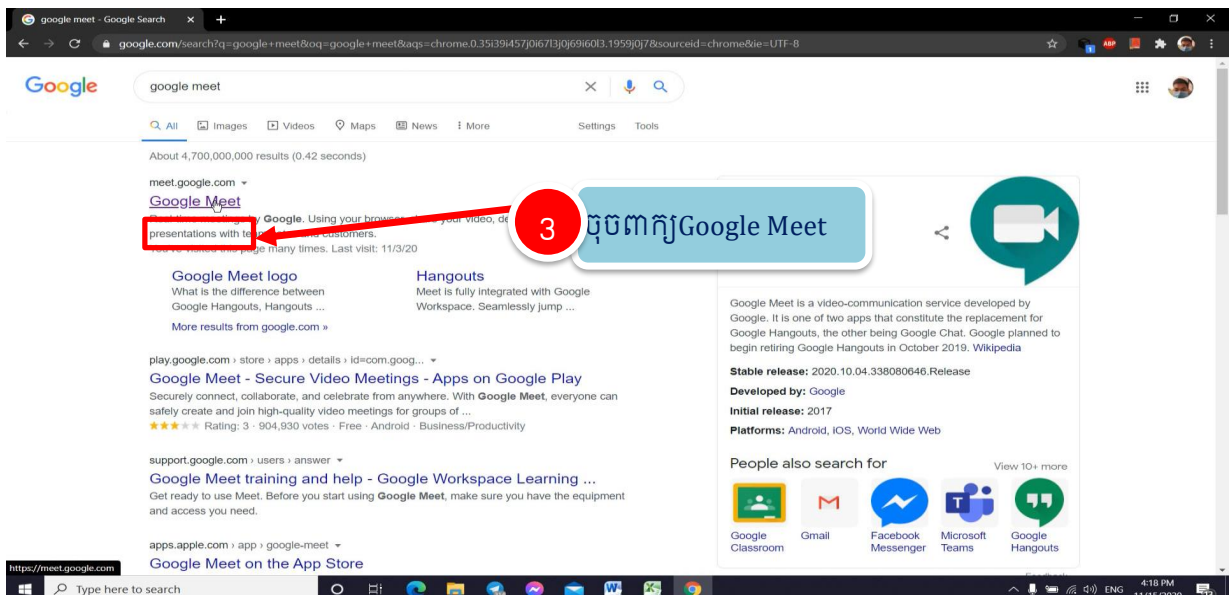 google meet - Google Search
google.com/search?q=google+meet&oq=google+meet&aqs=chrome.0.35i39i457j0i67l3j0j69i60l3.1959j0j7&sourceid=chrome&ie=UTF-8
ABP
1
Google
google meet
All Images Videos Maps News More Settings Tools
About 4,700,000,000 results (0.42 seconds)
meet.google.com
Google Meet
by Google. Using your your video,
presentations with customers.
page many times. Last visit: 11/3/20
3
ចុចពាក្យGoogle Meet
Google Meet logo
What is the difference between
Google Hangouts, Hangouts ...
Hangouts
Meet is fully integrated with Google
Workspace. Seamlessly jump ...
More results from google.com »
play.google.com › store › apps › details › id=com.goog...
Google Meet - Secure Video Meetings - Apps on Google Play
Securely connect, collaborate, and celebrate from anywhere. With Google Meet, everyone can
safely create and join high-quality video meetings for groups of ...
Rating: 3 · 904,930 votes · Free · Android · Business/Productivity
support.google.com › users › answer
Google Meet training and help - Google Workspace Learning ...
Get ready to use Meet. Before you start using Google Meet, make sure you have the equipment
and access you need.
apps.apple.com › app › google-meet
Google Meet on the App Store
Google Meet is a video-communication service developed by
Google. It is one of two apps that constitute the replacement for
Google Hangouts, the other being Google Chat. Google planned to
begin retiring Google Hangouts in October 2019. Wikipedia
Stable release: 2020.10.04.338080646.Release
Developed by: Google
Initial release: 2017
Platforms: Android, iOS, World Wide Web
People also search for
View 10+ more
Google
Classroom
Gmail
Facebook
Messenger
Microsoft
Teams
Google
Hangouts
Feedback
https://meet.google.com
Type here to search
ENG
4:18 PM
11/15/2020